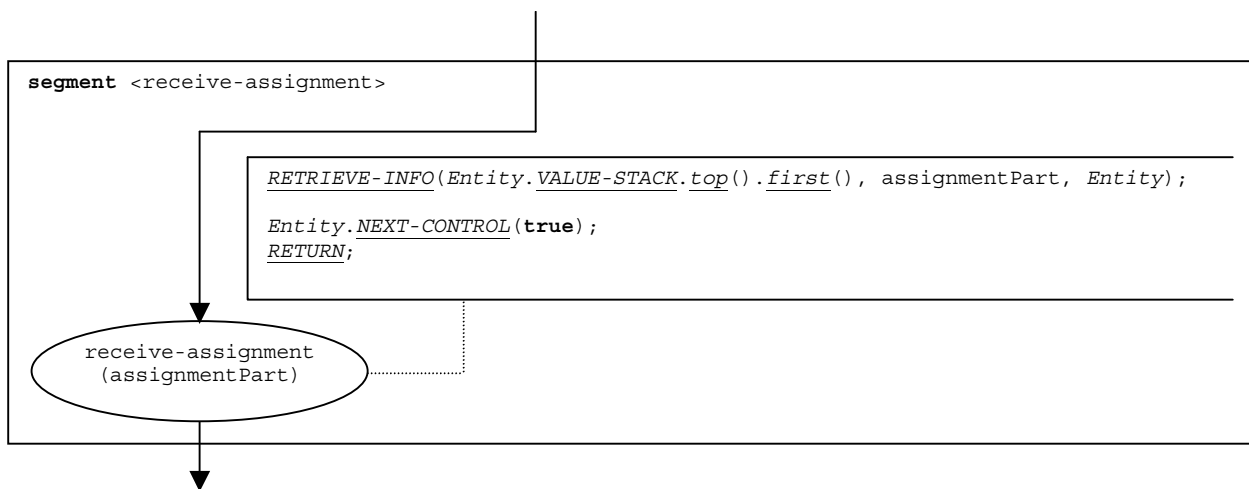 segment <receive-assignment>
RETRIEVE-INFO(Entity.VALUE-STACK.top().first(), assignmentPart, Entity);
Entity.NEXT-CONTROL(true);
RETURN;
receive-assignment
(assignmentPart)